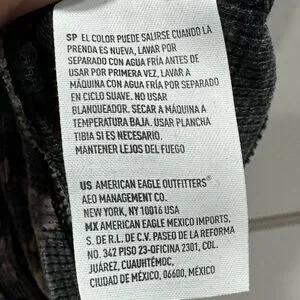 SP EL COLOR PUEDE SALIRSE CUANDO LA
PRENDA ES NUEVA, LAVAR POR
SEPARADO CON AGUA FRÍA ANTES DE
USAR POR PRIMERA VEZ, LAVAR A
MÁQUINA CON AGUA FRÍA POR SEPARADO
EN CICLO SUAVE. NO USAR
BLANQUEADOR. SECAR A MÁQUINA A
TEMPERATURA BAJA. USAR PLANCHA
TIBIA SI ES NECESARIO.
MANTENER LEJOS DEL FUEGO
US AMERICAN EAGLE OUTFITTERS®
AEO MANAGEMENT CO.
NEW YORK, NY 10016 USA
MX AMERICAN EAGLE MEXICO IMPORTS,
S. DE R.L. DE C.V. PASEO DE LA REFORMA
NO. 342 PISO 23-OFICINA 2301, COL.
JUÁREZ, CUAUHTÉMOC,
CIUDAD DE MÉXICO, 06600, MÉXICO